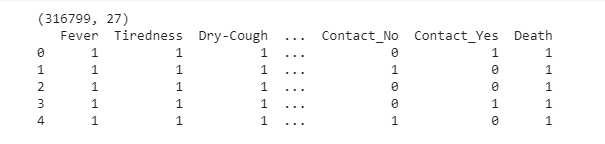 (316799, 27)
Fever Tiredness Dry-Cough ... Contact_No Contact_Yes Death
0 1 1 1 ... 0 1 1
1 1 1 1 ... 1 0 1
2 1 1 1 ... 0 0 1
3 1 1 1 ... 0 1 1
4 1 1 1 ... 1 0 1